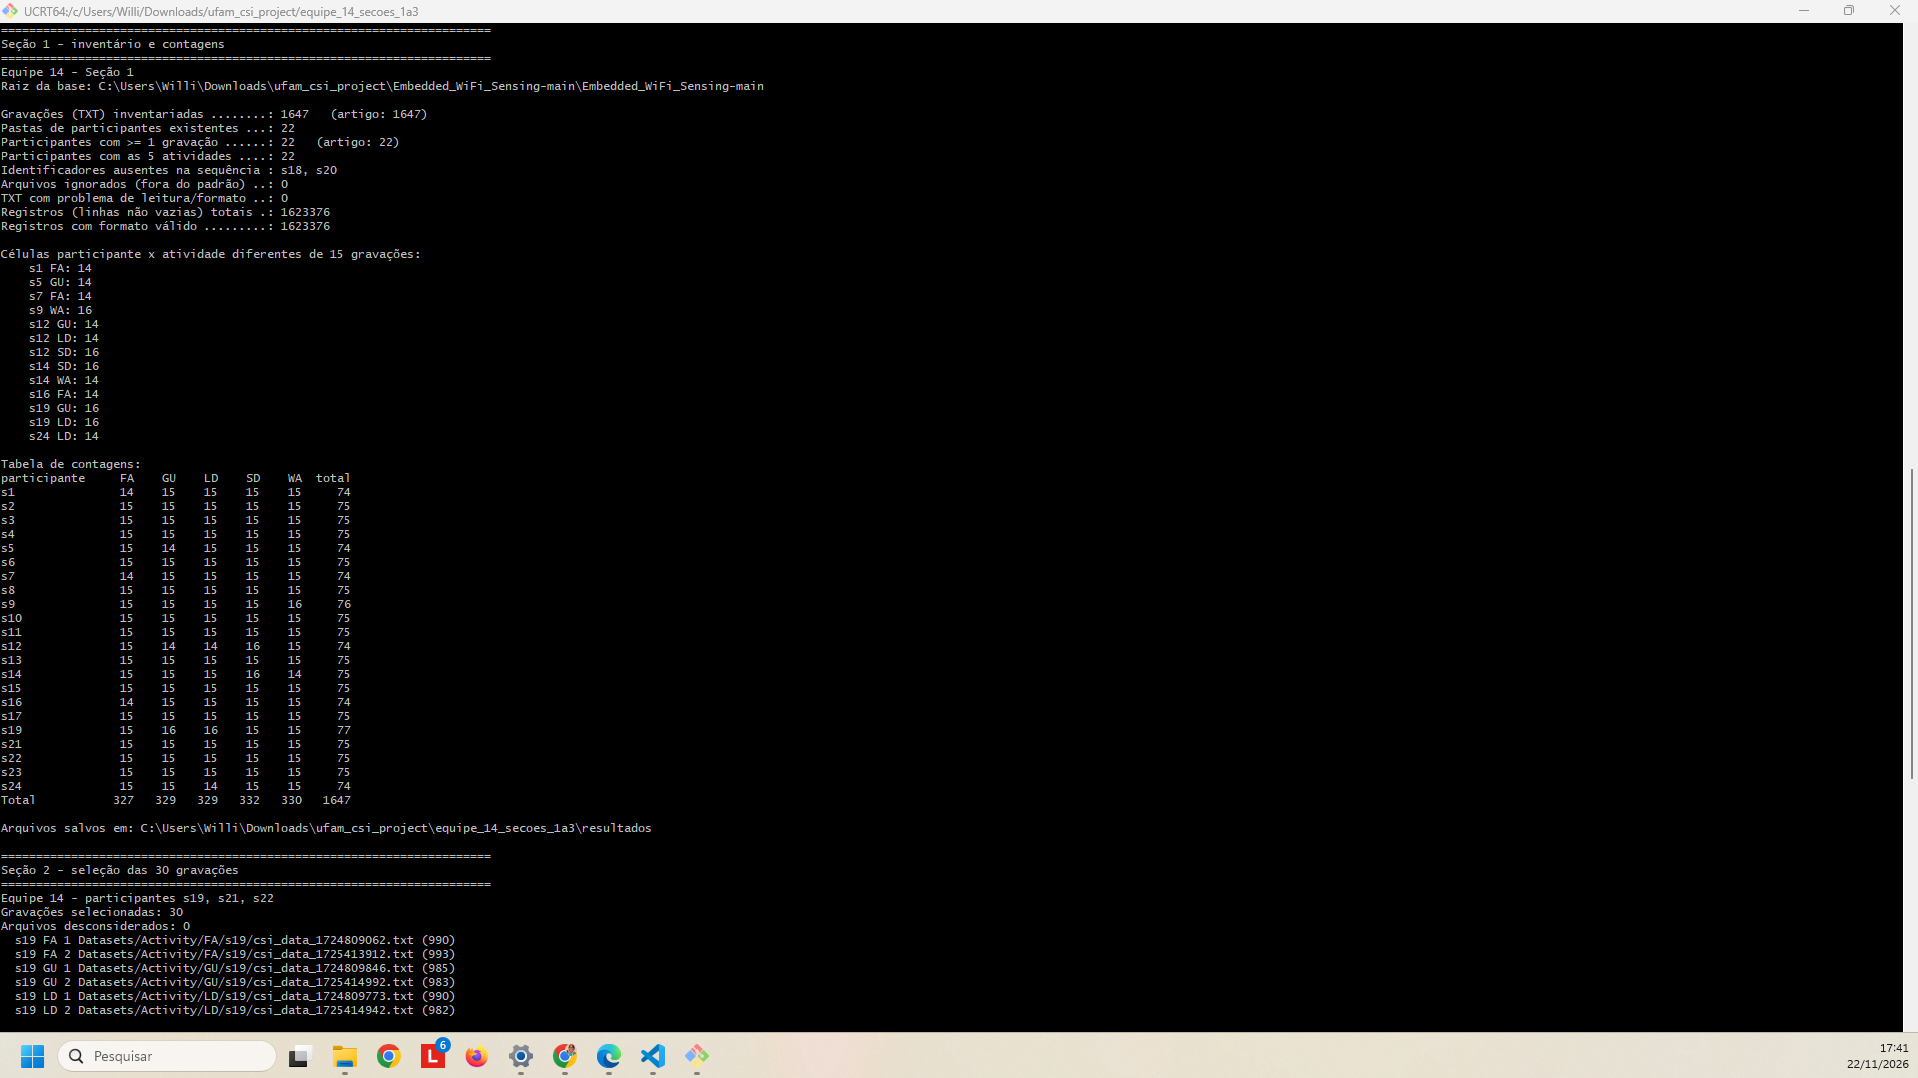 UCRT64:/c/Users/Willi/Downloads/ufam_csi_project/equipe_14_secoes_1a3
======================================================================
Seção 1 - inventário e contagens
======================================================================
Equipe 14 - Seção 1
Raiz da base: C:\Users\Willi\Downloads\ufam_csi_project\Embedded_WiFi_Sensing-main\Embedded_WiFi_Sensing-main
Gravações (TXT) inventariadas ........: 1647   (artigo: 1647)
Pastas de participantes existentes ...: 22
Participantes com >= 1 gravação ......: 22   (artigo: 22)
Participantes com as 5 atividades ....: 22
Identificadores ausentes na sequência : s18, s20
Arquivos ignorados (fora do padrão) ..: 0
TXT com problema de leitura/formato ..: 0
Registros (linhas não vazias) totais .: 1623376
Registros com formato válido .........: 1623376
Células participante x atividade diferentes de 15 gravações:
    s1 FA: 14
    s5 GU: 14
    s7 FA: 14
    s9 WA: 16
    s12 GU: 14
    s12 LD: 14
    s12 SD: 16
    s14 SD: 16
    s14 WA: 14
    s16 FA: 14
    s19 GU: 16
    s19 LD: 16
    s24 LD: 14
Tabela de contagens:
participante     FA    GU    LD    SD    WA  total
s1               14    15    15    15    15     74
s2               15    15    15    15    15     75
s3               15    15    15    15    15     75
s4               15    15    15    15    15     75
s5               15    14    15    15    15     74
s6               15    15    15    15    15     75
s7               14    15    15    15    15     74
s8               15    15    15    15    15     75
s9               15    15    15    15    16     76
s10              15    15    15    15    15     75
s11              15    15    15    15    15     75
s12              15    14    14    16    15     74
s13              15    15    15    15    15     75
s14              15    15    15    16    14     75
s15              15    15    15    15    15     75
s16              14    15    15    15    15     74
s17              15    15    15    15    15     75
s19              15    16    16    15    15     77
s21              15    15    15    15    15     75
s22              15    15    15    15    15     75
s23              15    15    15    15    15     75
s24              15    15    14    15    15     74
Total           327   329   329   332   330   1647
Arquivos salvos em: C:\Users\Willi\Downloads\ufam_csi_project\equipe_14_secoes_1a3\resultados
======================================================================
Seção 2 - seleção das 30 gravações
======================================================================
Equipe 14 - participantes s19, s21, s22
Gravações selecionadas: 30
Arquivos desconsiderados: 0
  s19 FA 1 Datasets/Activity/FA/s19/csi_data_1724809062.txt (990)
  s19 FA 2 Datasets/Activity/FA/s19/csi_data_1725413912.txt (993)
  s19 GU 1 Datasets/Activity/GU/s19/csi_data_1724809846.txt (985)
  s19 GU 2 Datasets/Activity/GU/s19/csi_data_1725414992.txt (983)
  s19 LD 1 Datasets/Activity/LD/s19/csi_data_1724809773.txt (990)
  s19 LD 2 Datasets/Activity/LD/s19/csi_data_1725414942.txt (982)
Pesquisar
L
6
17:41
22/11/2026